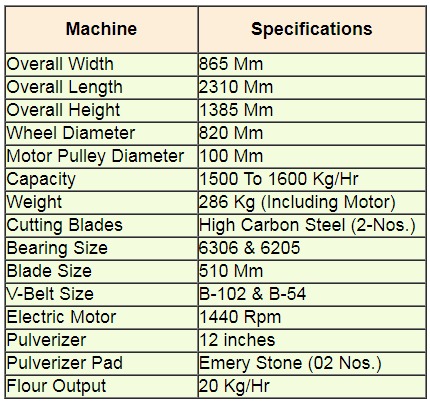 Machine Specifications
Overall Width 865 Mm
Overall Length 2310 Mm
Overall Height 1385 Mm
Wheel Diameter 820 Mm
Motor Pulley Diameter 100 Mm
Capacity 1500 To 1600 Kg/Hr
Weight 286 Kg (Including Motor)
Cutting Blades High Carbon Steel (2-Nos.)
Bearing Size 6306 & 6205
Blade Size 510 Mm
V-Belt Size B-102 & B-54
Electric Motor 1440 Rpm
Pulverizer 12 inches
Pulverizer Pad Emery Stone (02 Nos.)
Flour Output 20 Kg/Hr